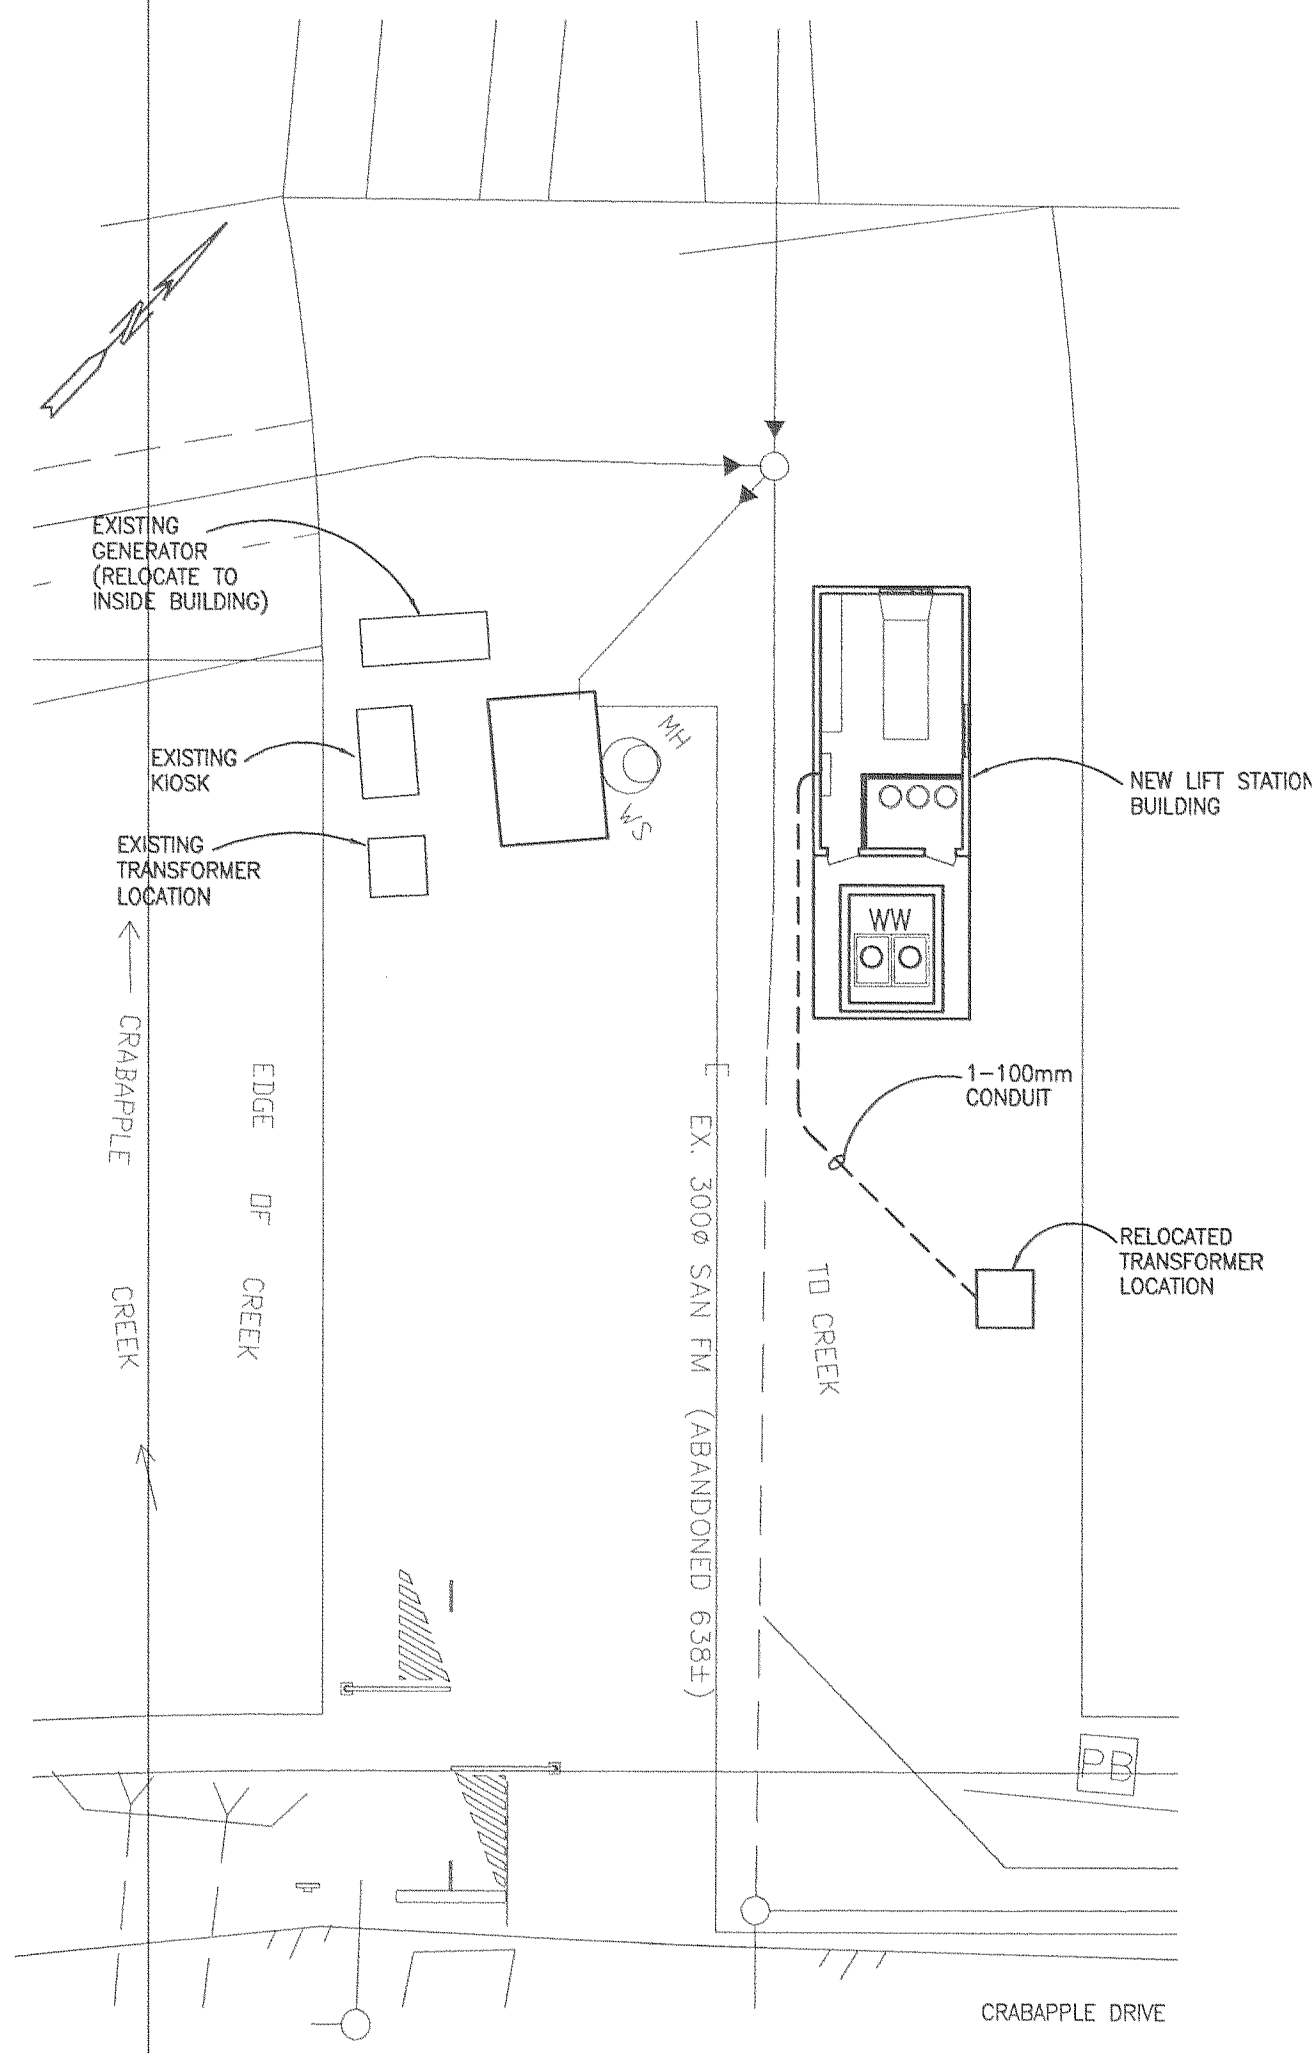 EXISTING
GENERATOR
(RELOCATE TO
INSIDE BUILDING)
EXISTING
KIOSK
EXISTING
TRANSFORMER
LOCATION
MH
WS
NEW LIFT STATION
BUILDING
WW
1-100mm
CONDUIT
RELOCATED
TRANSFORMER
LOCATION
CRABAPPLE CREEK
EDGE OF CREEK
EX. 300ø SAN FM (ABANDONED 638±)
TO CREEK
PB
CRABAPPLE DRIVE